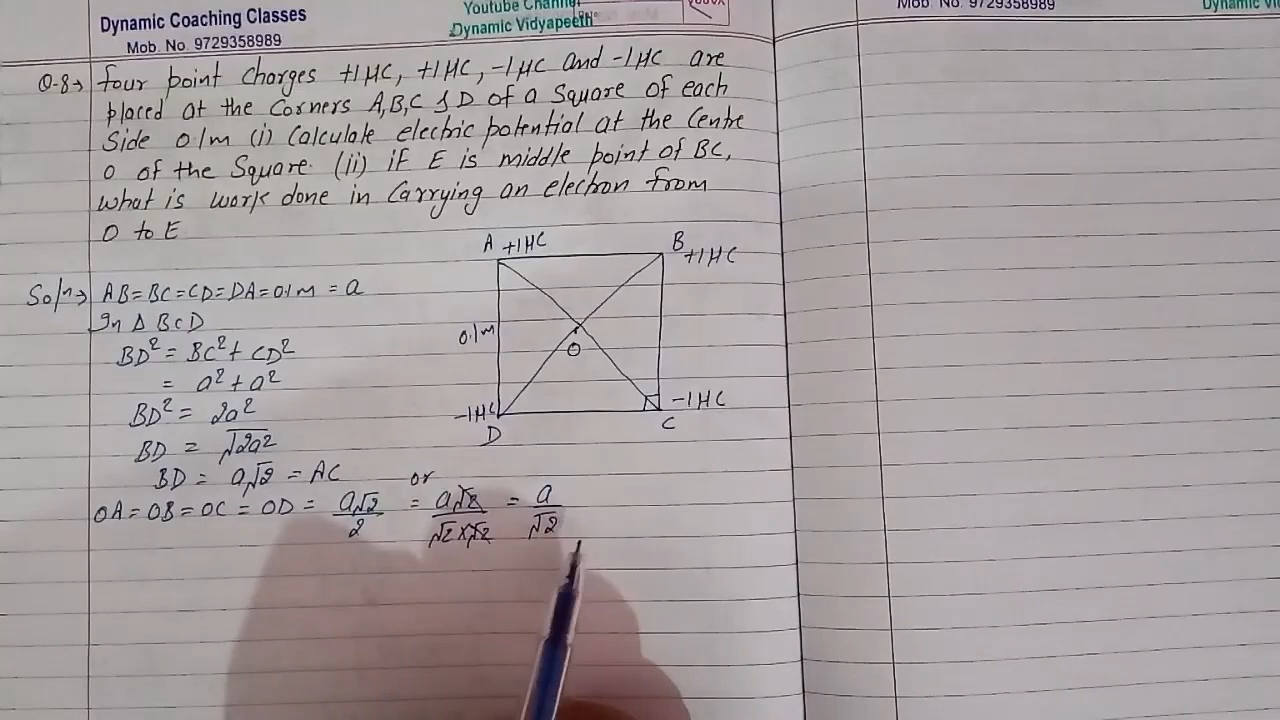 Dynamic Coaching Classes
Mob. No. 9729358989
Youtube Channel
Dynamic Vidyapeeth
Mob. No. 9729358989
Dynamic Vi
Q-8→ four point charges +1μC, +1μC, -1μC and -1μC are
placed at the Corners A,B,C & D of a Square of each
Side 0.1m (i) Calculate electric potential at the Centre
O of the Square. (ii) if E is middle point of BC,
what is work done in Carrying an electron from
O to E
Soln→ AB=BC=CD=DA=0.1m = a
In Δ BCD
BD² = BC² + CD²
= a² + a²
BD² = 2a²
BD = √2a²
BD = a√2 = AC
OA = OB = OC = OD = a√2/2 or = a√2/√2×√2 = a/√2
A +1μC
B +1μC
0.1m
O
-1μC
D
-1μC
C